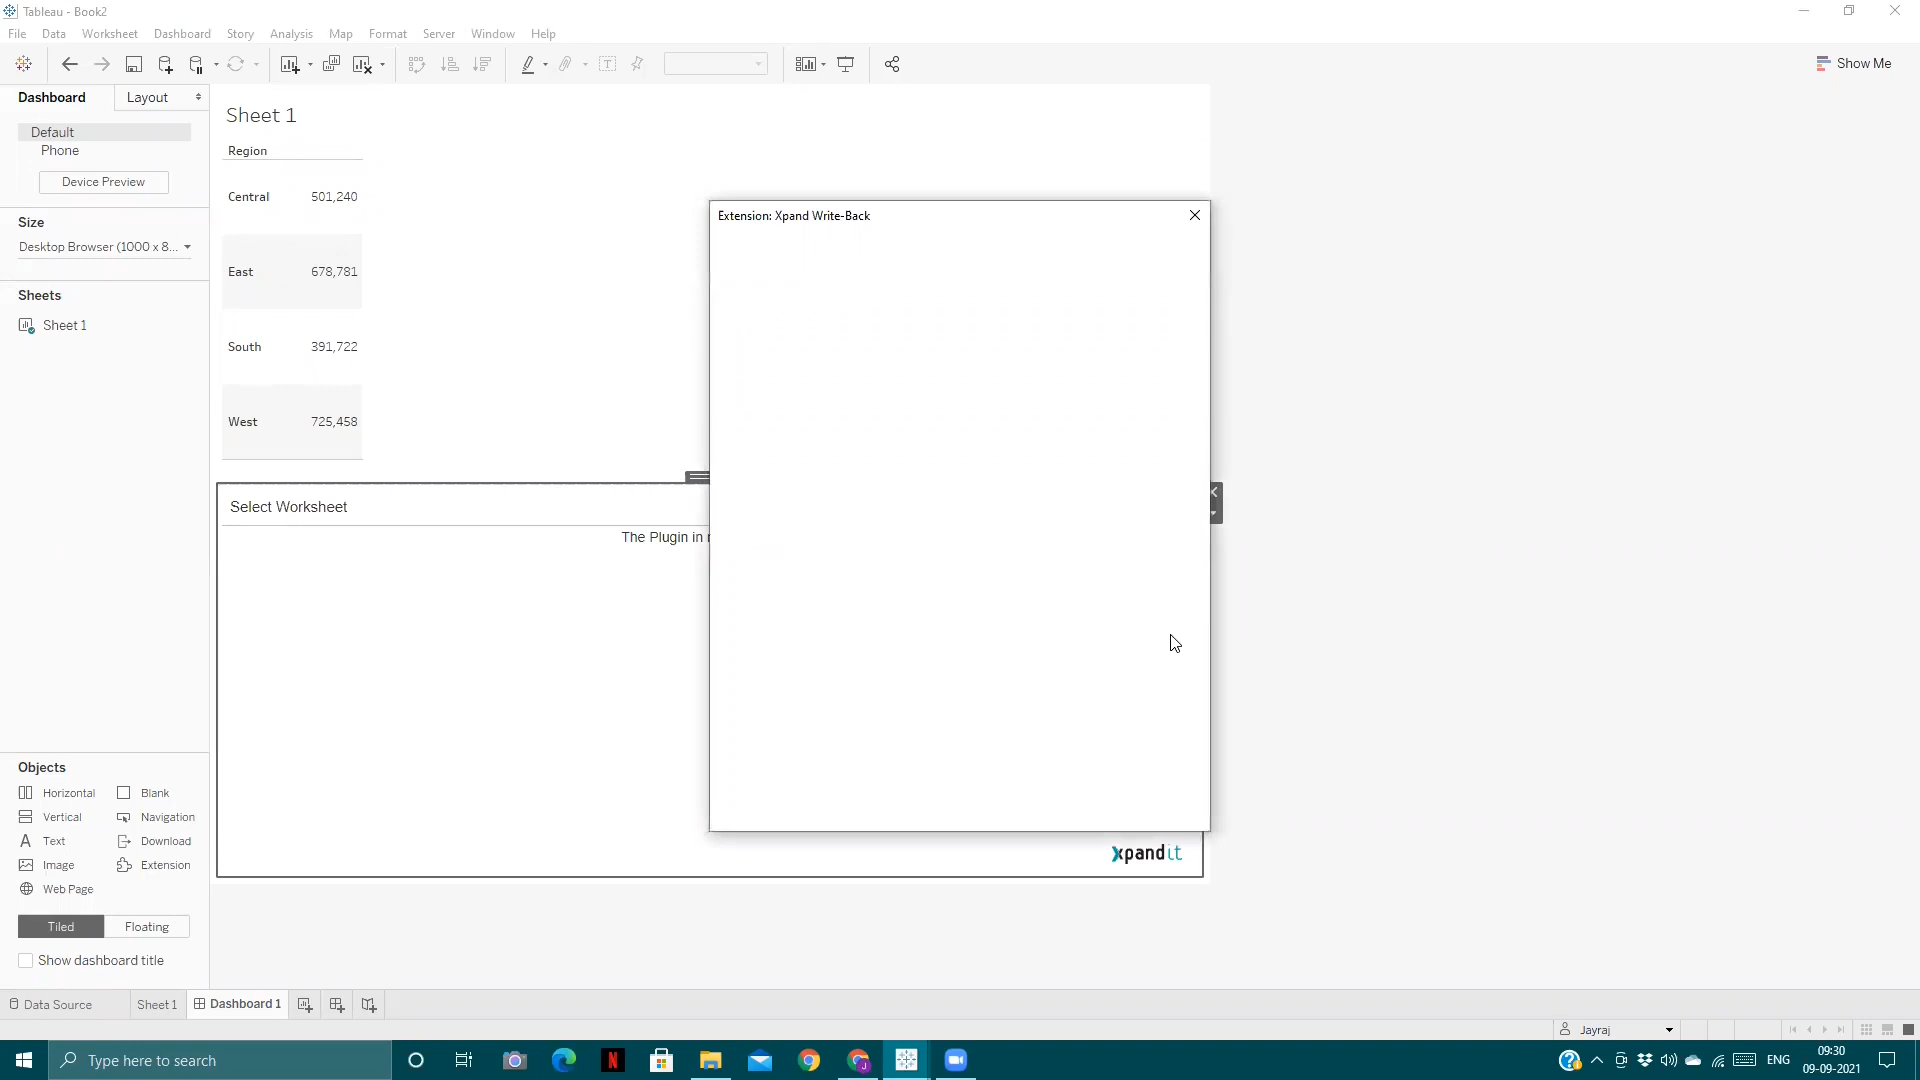 Tableau - Book2
File Data Worksheet Dashboard Story Analysis Map Format Server Window Help
Show Me
Dashboard Layout
Default
Phone
Device Preview
Size
Desktop Browser (1000 x 8...
Sheets
Sheet 1
Sheet 1
Region
Central 501,240
East 678,781
South 391,722
West 725,458
Extension: Xpand Write-Back
Select Worksheet
The Plugin in
xpandit
Objects
Horizontal Blank
Vertical Navigation
Text Download
Image Extension
Web Page
Tiled Floating
Show dashboard title
Data Source Sheet 1 Dashboard 1
Jayraj
Type here to search
ENG
09:30
09-09-2021